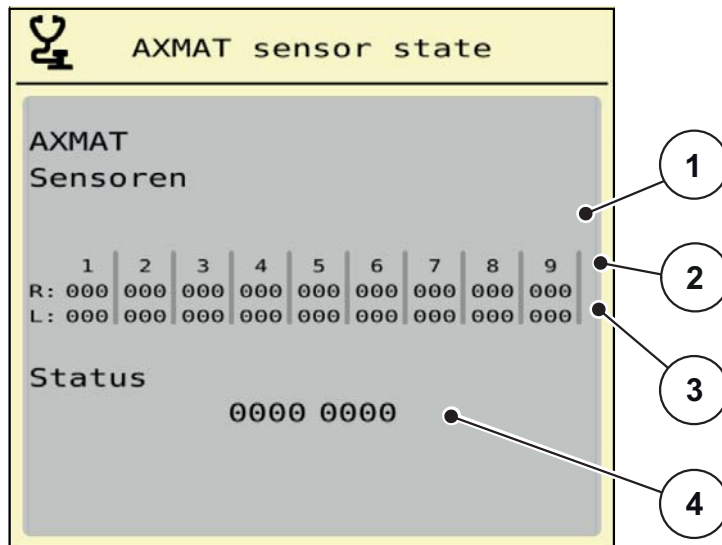 AXMAT sensor state
AXMAT
Sensoren
1
1 2 3 4 5 6 7 8 9
2
R: 000 000 000 000 000 000 000 000 000
L: 000 000 000 000 000 000 000 000 000
3
Status
0000 0000
4